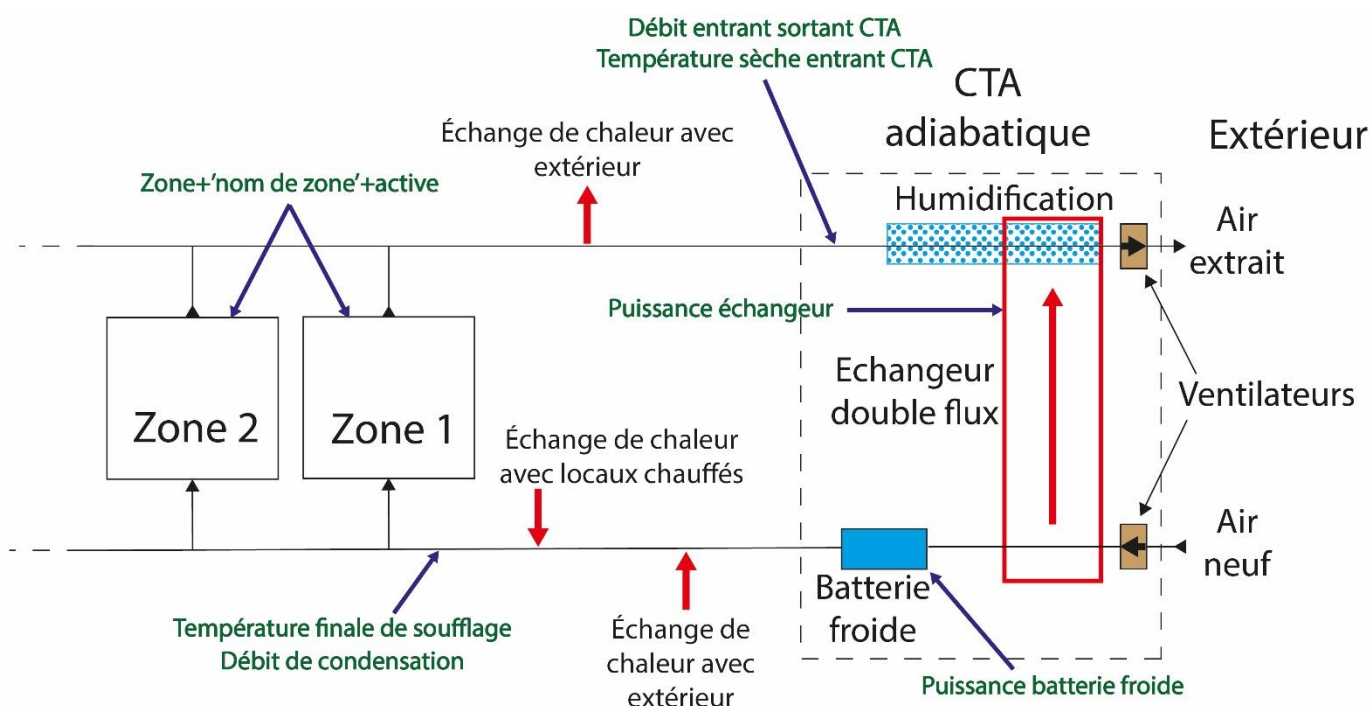 Débit entrant sortant CTA
Température sèche entrant CTA
CTA
adiabatique
Extérieur
Échange de chaleur avec
extérieur
Zone+’nom de zone’+active
Humidification
Air
extrait
Puissance échangeur
Echangeur
double flux
Ventilateurs
Zone 2
Zone 1
Échange de chaleur
avec locaux chauffés
Air
neuf
Batterie
froide
Température finale de soufflage
Débit de condensation
Échange de
chaleur avec
extérieur
Puissance batterie froide